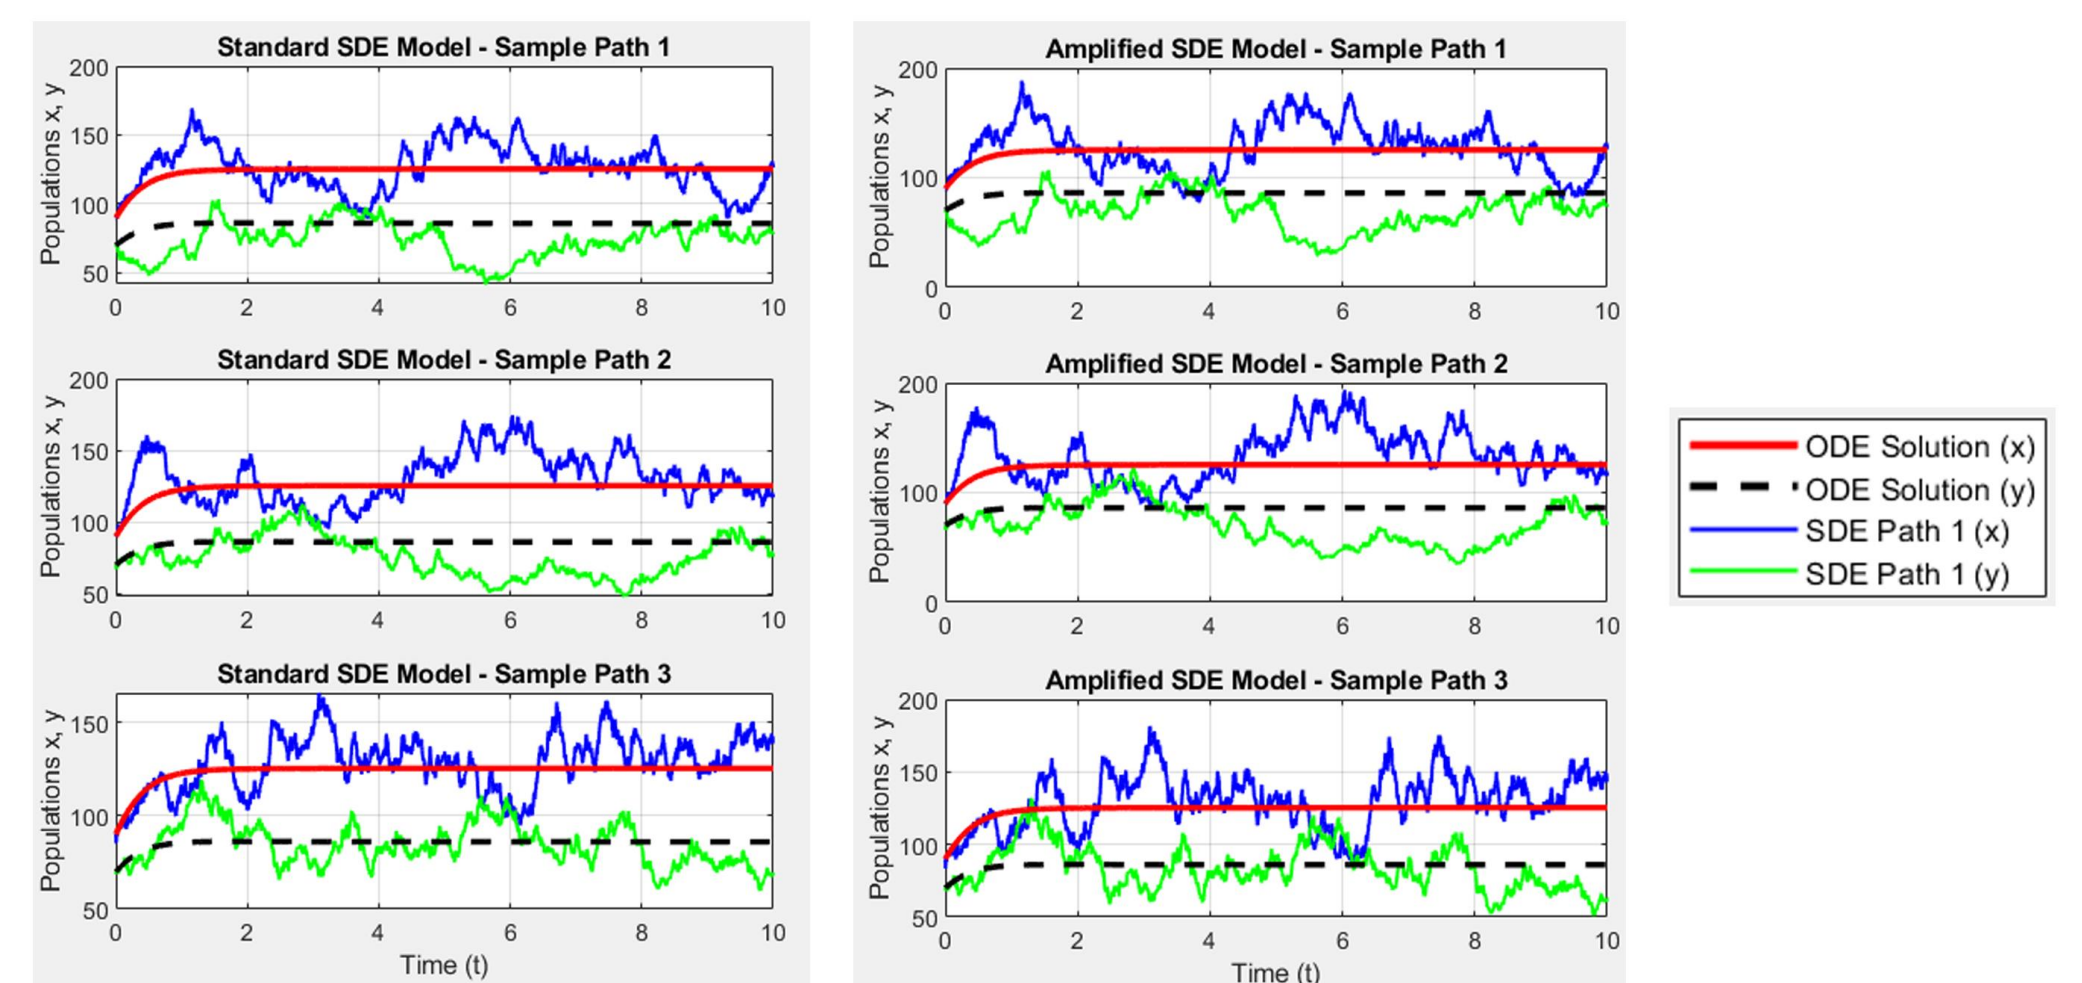 Standard SDE Model - Sample Path 1
Populations x, y
200
150
100
50
0 2 4 6 8 10
Standard SDE Model - Sample Path 2
Populations x, y
200
150
100
50
0 2 4 6 8 10
Standard SDE Model - Sample Path 3
Populations x, y
150
100
50
0 2 4 6 8 10
Time (t)
Amplified SDE Model - Sample Path 1
Populations x, y
200
100
0
0 2 4 6 8 10
Amplified SDE Model - Sample Path 2
Populations x, y
200
100
0
0 2 4 6 8 10
Amplified SDE Model - Sample Path 3
Populations x, y
200
150
100
50
0 2 4 6 8 10
Time (t)
ODE Solution (x)
ODE Solution (y)
SDE Path 1 (x)
SDE Path 1 (y)